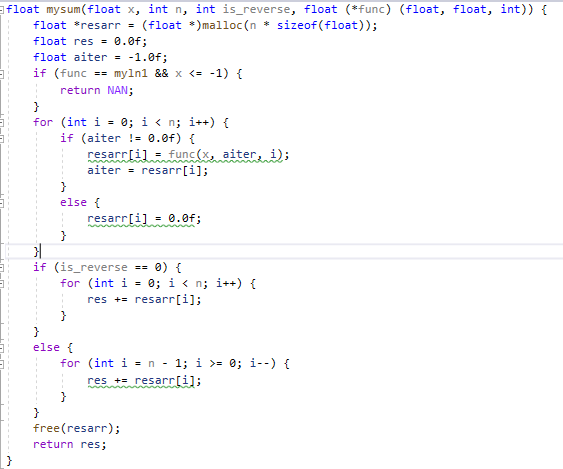 float mysum(float x, int n, int is_reverse, float (*func) (float, float, int)) {
    float *resarr = (float *)malloc(n * sizeof(float));
    float res = 0.0f;
    float aiter = -1.0f;
    if (func == myln1 && x <= -1) {
        return NAN;
    }
    for (int i = 0; i < n; i++) {
        if (aiter != 0.0f) {
            resarr[i] = func(x, aiter, i);
            aiter = resarr[i];
        }
        else {
            resarr[i] = 0.0f;
        }
    }
    if (is_reverse == 0) {
        for (int i = 0; i < n; i++) {
            res += resarr[i];
        }
    }
    else {
        for (int i = n - 1; i >= 0; i--) {
            res += resarr[i];
        }
    }
    free(resarr);
    return res;
}